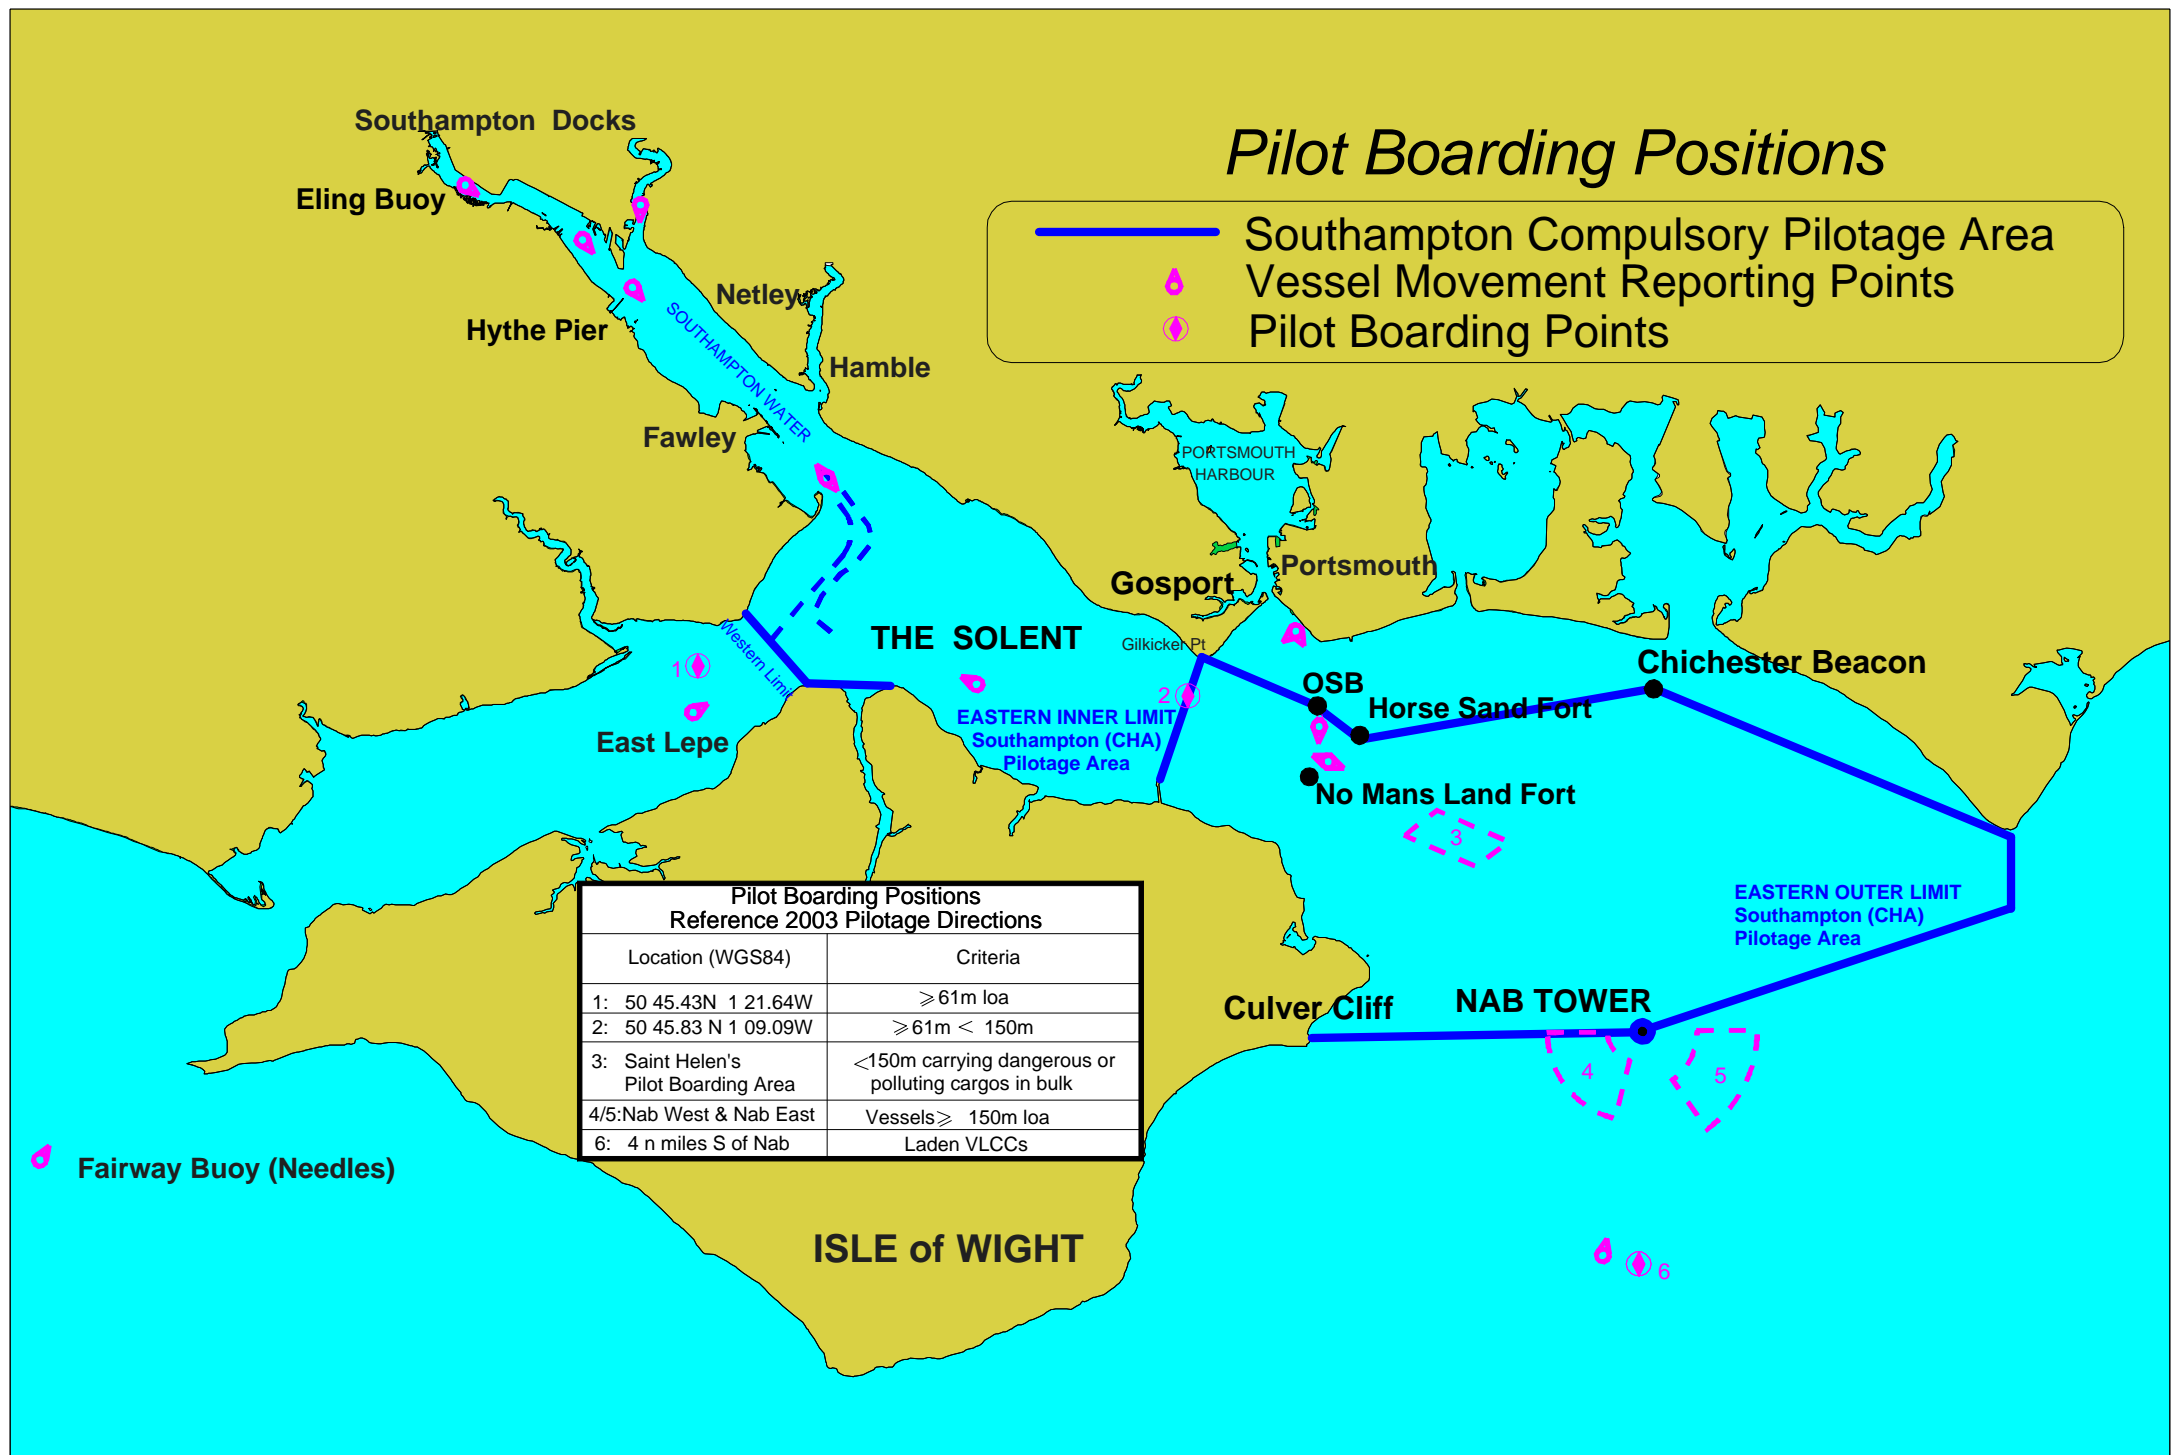 Pilot Boarding Positions
Southampton Compulsory Pilotage Area
Vessel Movement Reporting Points
Pilot Boarding Points
Southampton Docks
Eling Buoy
Netley
Hythe Pier
SOUTHAMPTON WATER
Hamble
Fawley
PORTSMOUTH
HARBOUR
Portsmouth
Gosport
Gilkicker Pt
THE SOLENT
Western Limit
1
2
East Lepe
EASTERN INNER LIMIT
Southampton (CHA)
Pilotage Area
OSB
Horse Sand Fort
Chichester Beacon
No Mans Land Fort
3
EASTERN OUTER LIMIT
Southampton (CHA)
Pilotage Area
Pilot Boarding Positions
Reference 2003 Pilotage Directions
Location (WGS84) Criteria
1: 50 45.43N 1 21.64W ⩾61m loa
2: 50 45.83 N 1 09.09W ⩾61m < 150m
3: Saint Helen's <150m carrying dangerous or
Pilot Boarding Area polluting cargos in bulk
4/5:Nab West & Nab East Vessels⩾ 150m loa
6: 4 n miles S of Nab Laden VLCCs
Culver Cliff
NAB TOWER
4
5
Fairway Buoy (Needles)
ISLE of WIGHT
6